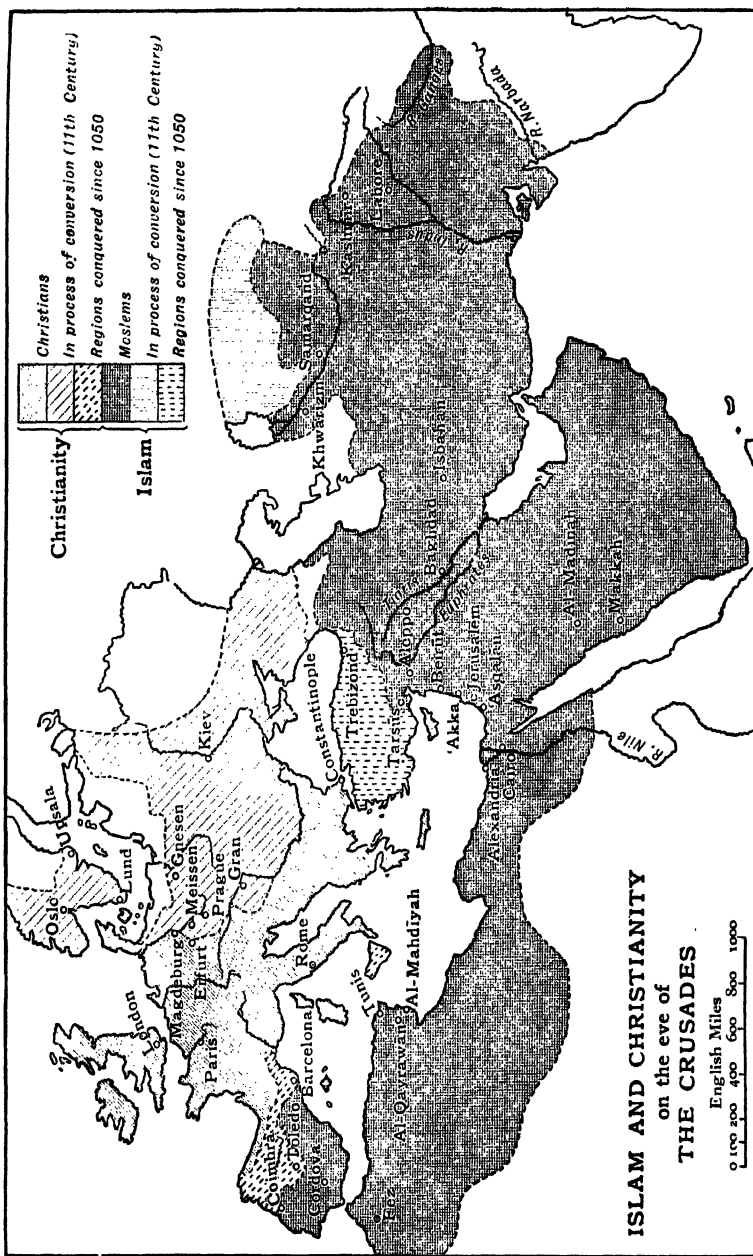 ISLAM AND CHRISTIANITY
on the eve of
THE CRUSADES
English Miles
0 100 200 400 600 800 1000
Christianity
Christians
In process of conversion (11th Century)
Regions conquered since 1050
Islam
Moslems
In process of conversion (11th Century)
Regions conquered since 1050
Oslo
Upsala
Lund
London
Paris
Magdeburg
Erfurt
Meissen
Gnesen
Prague
Gran
Kiev
Rome
Constantinople
Trebizond
Coimbra
Toledo
Cordova
Barcelona
Fez
Tunis
Al-Qayrawan
Al-Mahdiyah
Alexandria
Cairo
R. Nile
Tarsus
Aleppo
Beirut
'Akka
Jerusalem
Asqalan
Tigris
Euphrates
Baghdad
Isbahan
Al-Madinah
Makkah
Khwarizm
Samarqand
Kashmir
Lahore
R. Indus
R. Ganges
R. Narbada